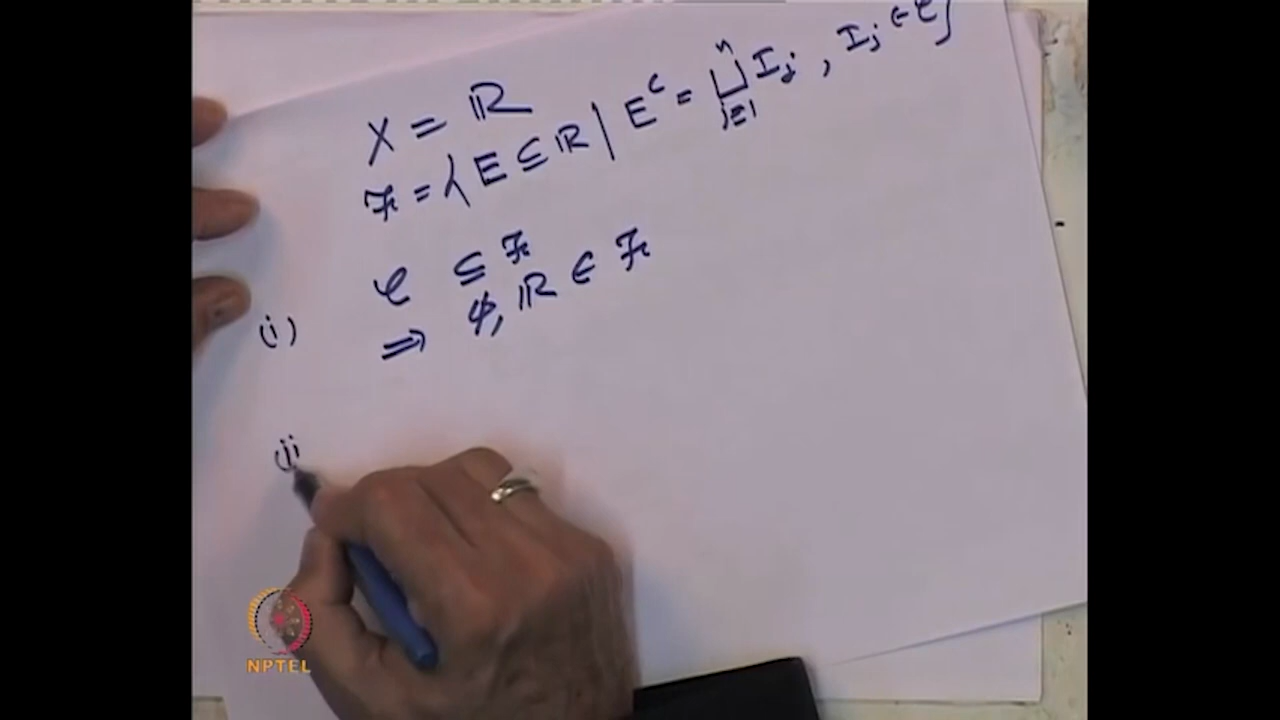 X = ℝ
ℱ = { E ⊆ ℝ | E^c = ⊔_{j=1}^{n} I_j , I_j ∈ 𝒞 }
𝒞 ⊆ ℱ
(i) ⇒ φ, ℝ ∈ ℱ
(ii
NPTEL